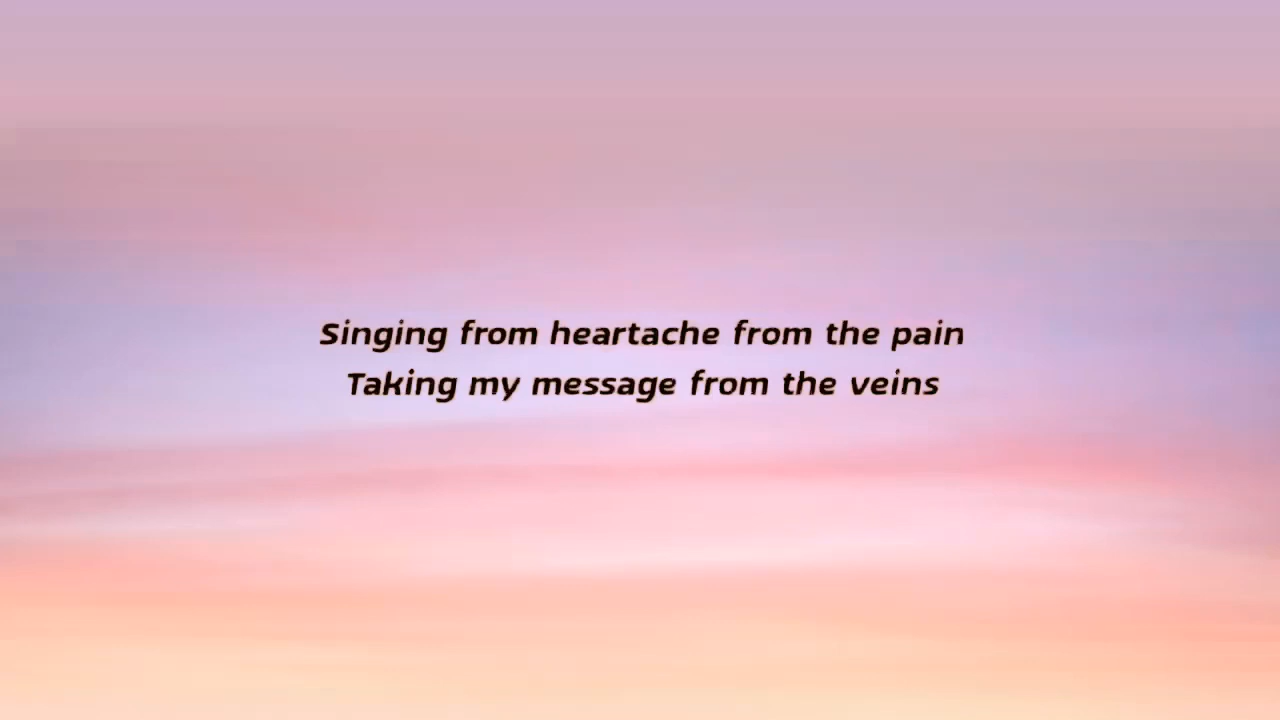 Singing from heartache from the pain
Taking my message from the veins